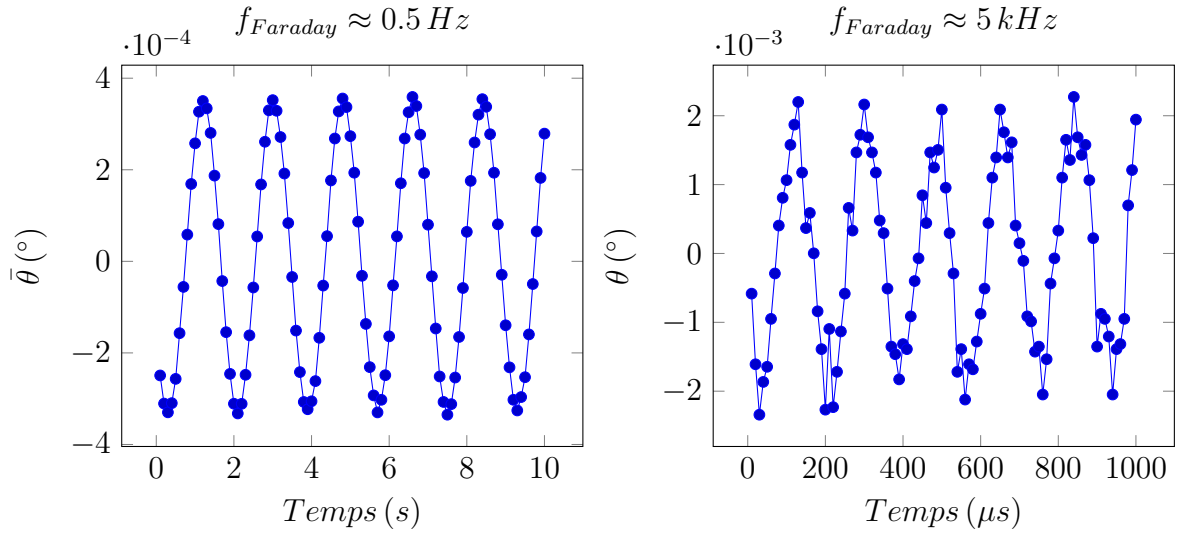 f_Faraday ≈ 0.5 Hz
·10⁻⁴
4
2
0
−2
−4
θ̄ (°)
0 2 4 6 8 10
Temps (s)
f_Faraday ≈ 5 kHz
·10⁻³
2
1
0
−1
−2
θ (°)
0 200 400 600 800 1000
Temps (μs)